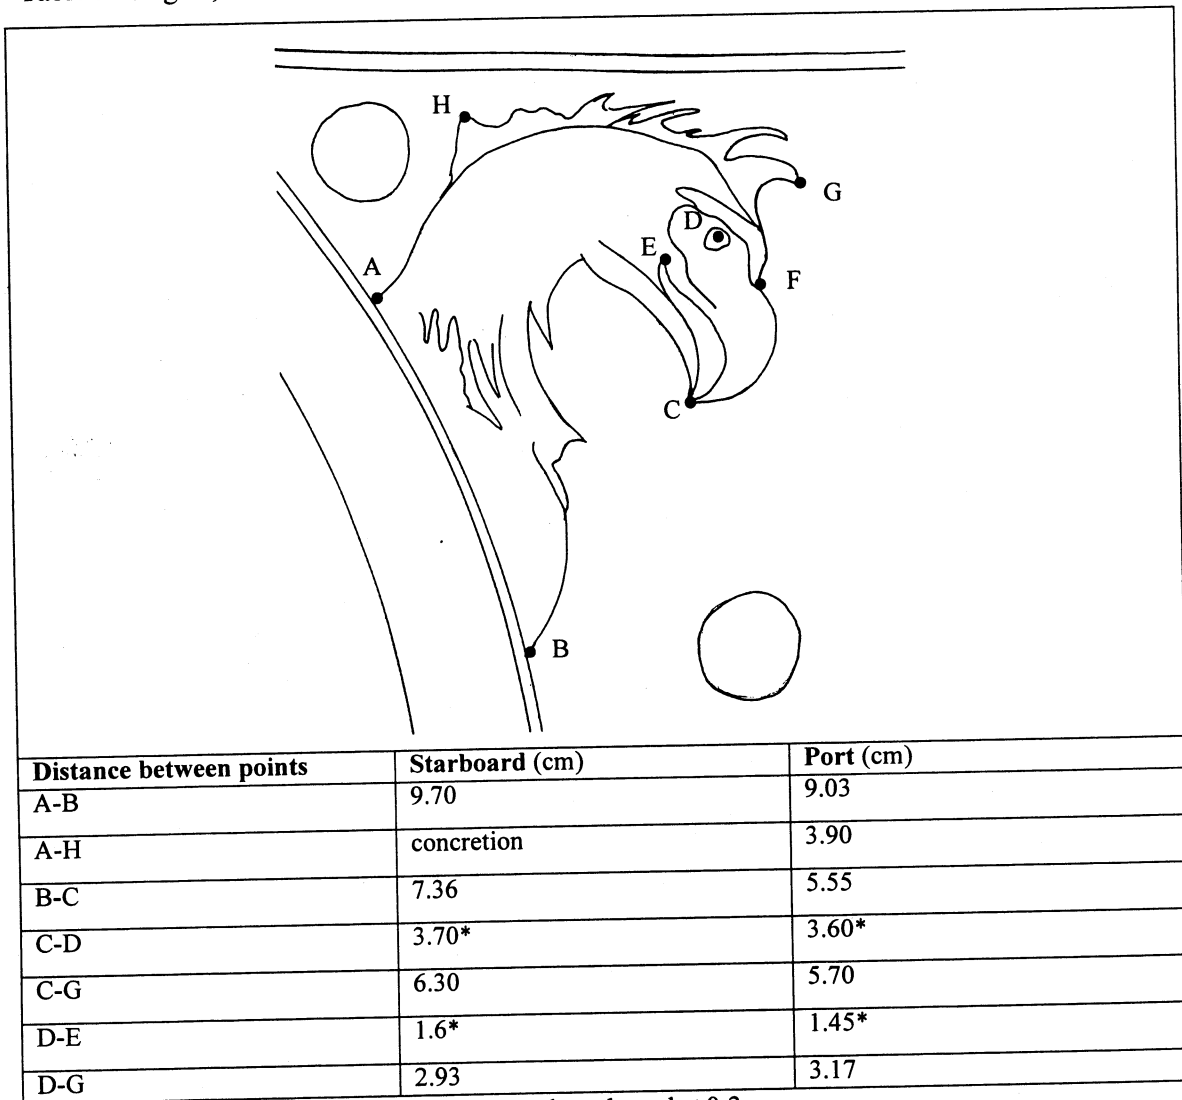 H
G
D
E
A
F
C
B
Distance between points Starboard (cm) Port (cm)
A-B 9.70 9.03
A-H concretion 3.90
B-C 7.36 5.55
C-D 3.70* 3.60*
C-G 6.30 5.70
D-E 1.6* 1.45*
D-G 2.93 3.17